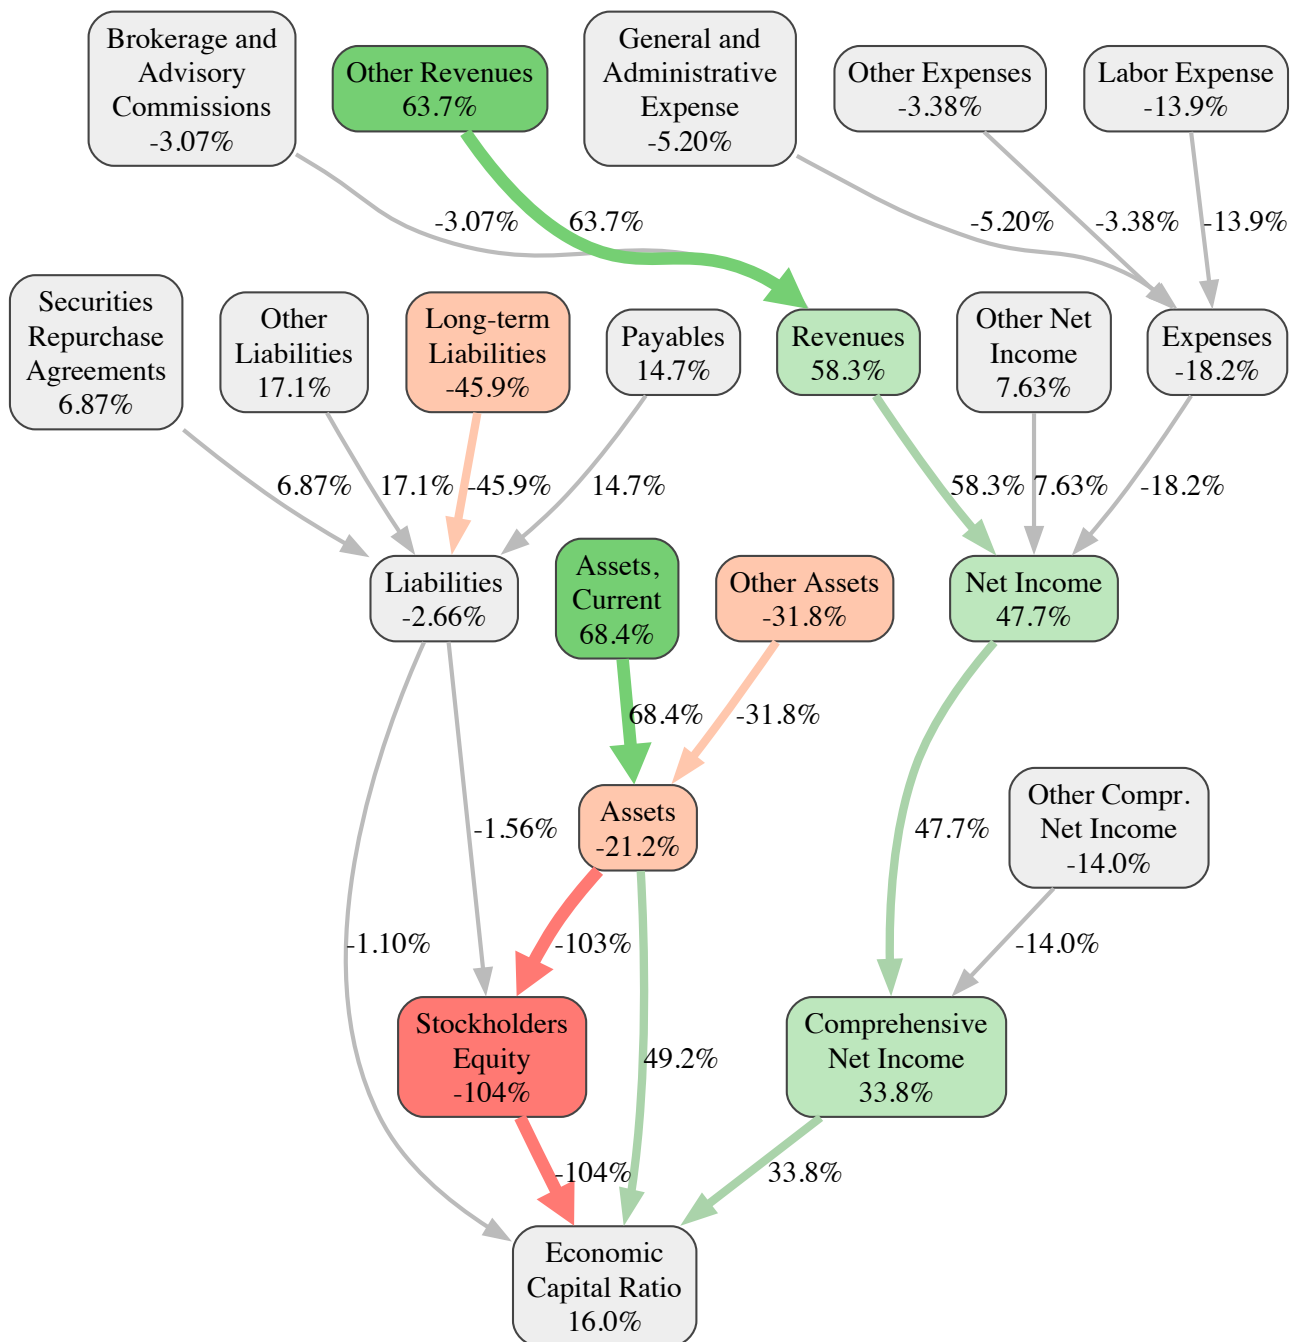 Brokerage and
Advisory
Commissions
-3.07%
Other Revenues
63.7%
General and
Administrative
Expense
-5.20%
Other Expenses
-3.38%
Labor Expense
-13.9%
-3.07%
63.7%
-5.20%
-3.38%
-13.9%
Securities
Repurchase
Agreements
6.87%
Other
Liabilities
17.1%
Long-term
Liabilities
-45.9%
Payables
14.7%
Revenues
58.3%
Other Net
Income
7.63%
Expenses
-18.2%
6.87%
17.1%
-45.9%
14.7%
58.3%
7.63%
-18.2%
Liabilities
-2.66%
Assets,
Current
68.4%
Other Assets
-31.8%
Net Income
47.7%
68.4%
-31.8%
Assets
-21.2%
Other Compr.
Net Income
-14.0%
-1.56%
47.7%
-1.10%
-103%
-14.0%
Stockholders
Equity
-104%
49.2%
Comprehensive
Net Income
33.8%
-104%
33.8%
Economic
Capital Ratio
16.0%